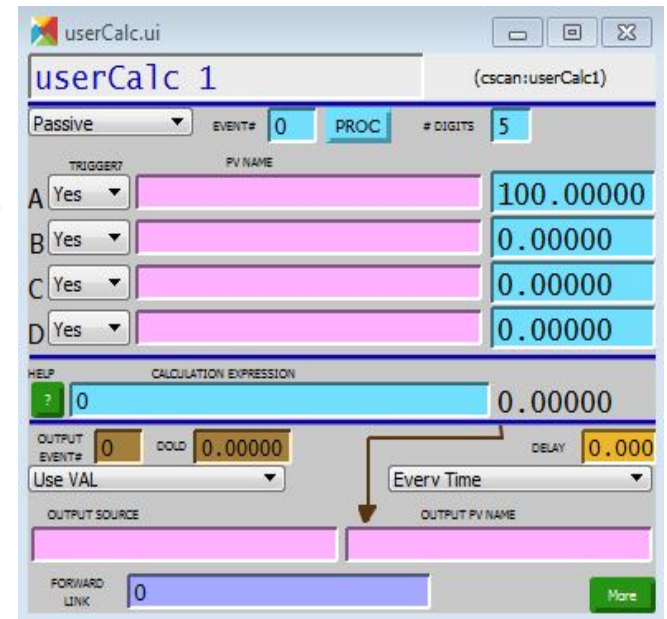 userCalc.ui
userCalc 1 (cscan:userCalc1)
Passive EVENT# 0 PROC # DIGITS 5
TRIGGER? PV NAME
A Yes 100.00000
B Yes 0.00000
C Yes 0.00000
D Yes 0.00000
HELP CALCULATION EXPRESSION
? 0 0.00000
OUTPUT EVENT# 0 DOLD 0.00000 DELAY 0.000
Use VAL Every Time
OUTPUT SOURCE OUTPUT PV NAME
FORWARD LINK 0 More